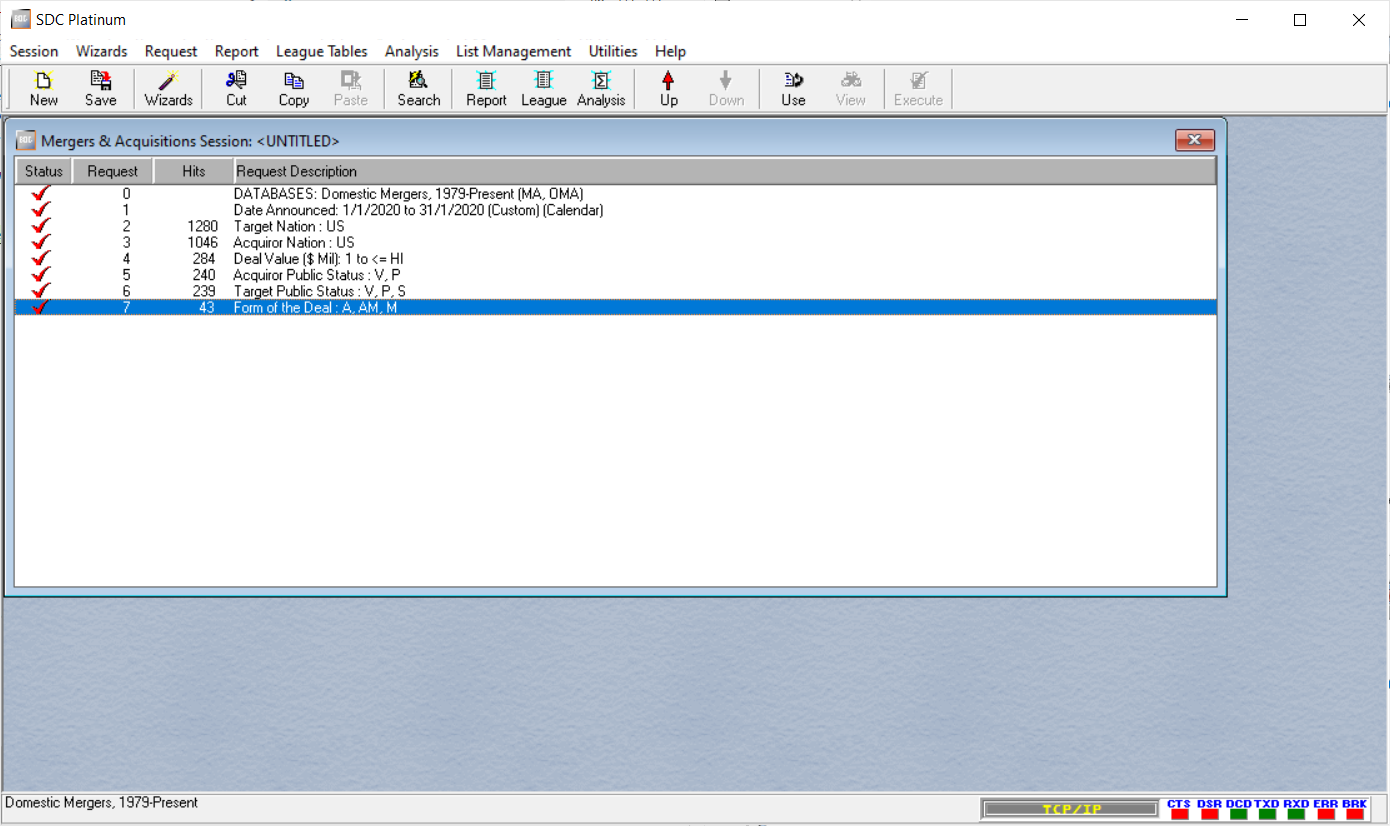 SDC Platinum
Session Wizards Request Report League Tables Analysis List Management Utilities Help
New Save Wizards Cut Copy Paste Search Report League Analysis Up Down Use View Execute
Mergers & Acquisitions Session: <UNTITLED>
Status Request Hits Request Description
0 DATABASES: Domestic Mergers, 1979-Present (MA, OMA)
1 Date Announced: 1/1/2020 to 31/1/2020 (Custom) (Calendar)
2 1280 Target Nation : US
3 1046 Acquiror Nation : US
4 284 Deal Value ($ Mil): 1 to <= HI
5 240 Acquiror Public Status : V, P
6 239 Target Public Status : V, P, S
7 43 Form of the Deal : A, AM, M
Domestic Mergers, 1979-Present
TCP/IP
CTS DSR DCD TXD RXD ERR BRK